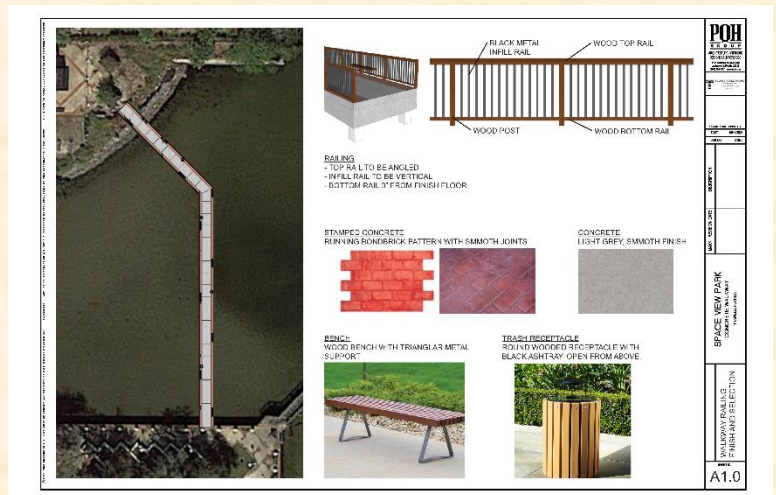 BLACK METAL
INFILL RAIL
WOOD TOP RAIL
WOOD POST
WOOD BOTTOM RAIL
RAILING
- TOP RAIL TO BE ANGLED
- INFILL RAIL TO BE VERTICAL
- BOTTOM RAIL 3" FROM FINISH FLOOR
STAMPED CONCRETE
RUNNING BONDBRICK PATTERN WITH SMMOTH JOINTS
CONCRETE
LIGHT GREY, SMMOTH FINISH
BENCH
WOOD BENCH WITH TRIANGLAR METAL
SUPPORT
TRASH RECEPTACLE
ROUND WOODED RECEPTACLE WITH
BLACK ASHTRAY. OPEN FROM ABOVE.
POH
GROUP
DESCRIPTION
SPACE VIEW PARK
WALKWAY RAILING
FINISH AND SELECTION
A1.0